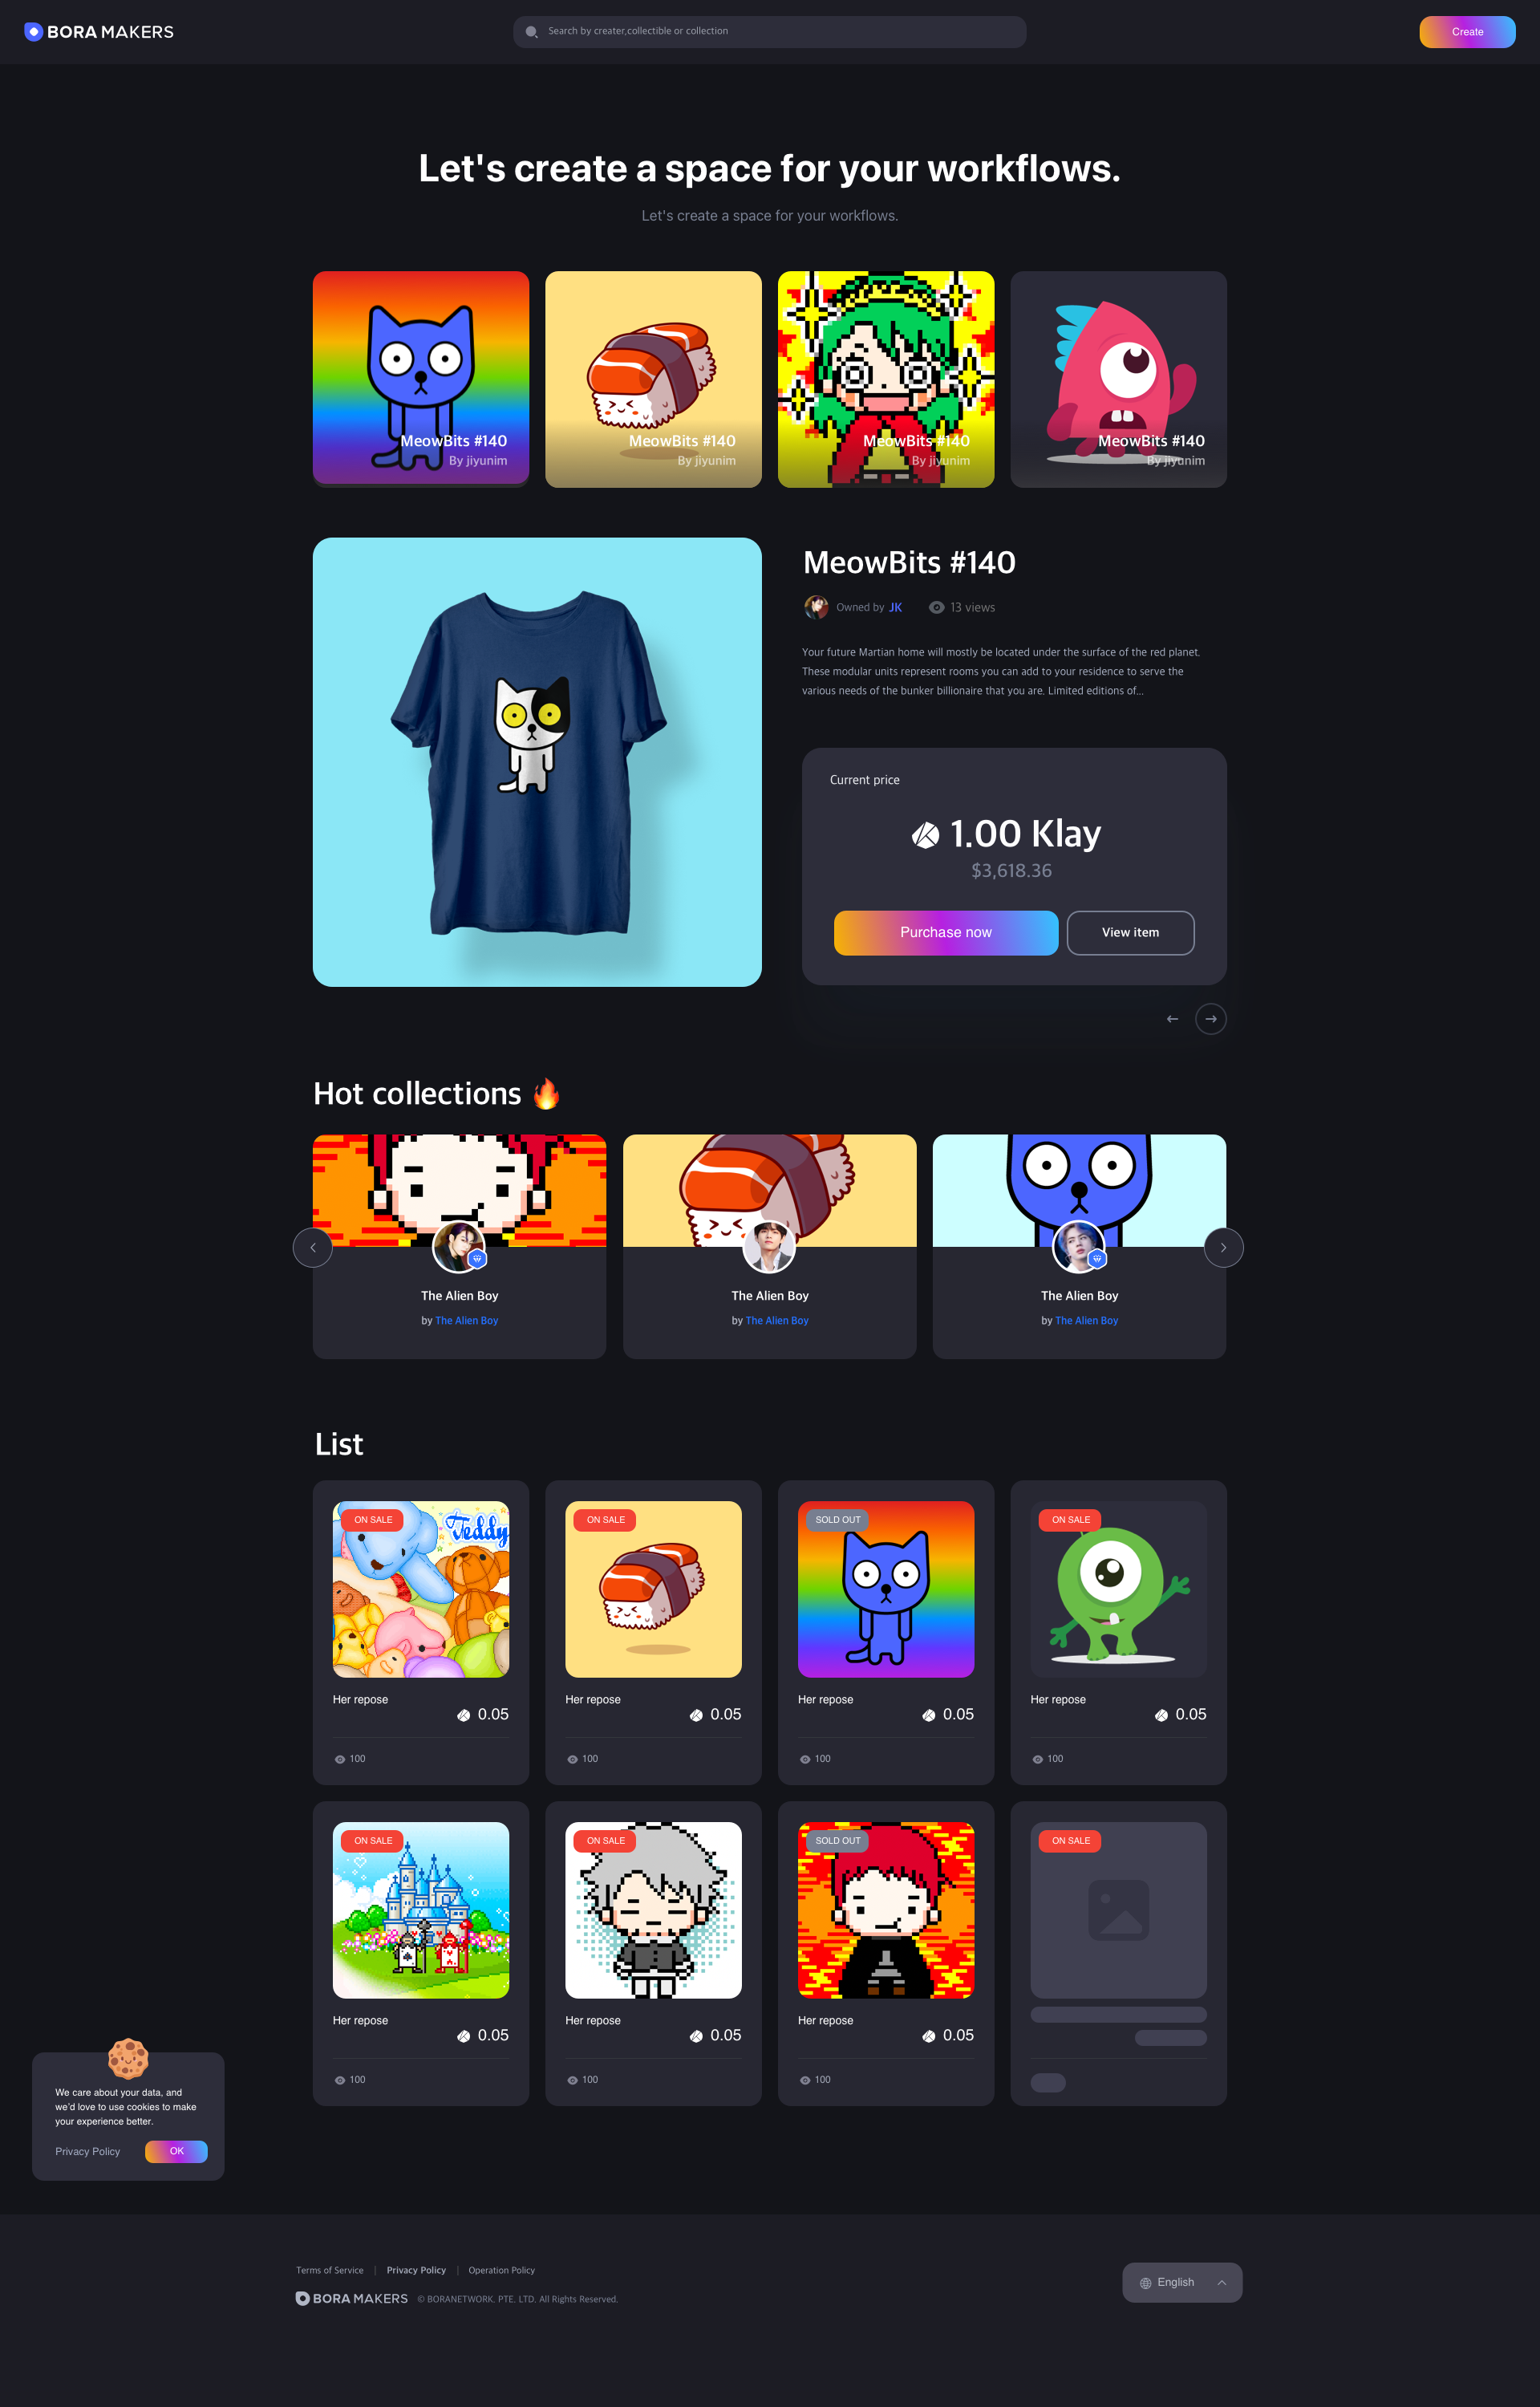 BORA MAKERS
Search by creater,collectible or collection
Create
Let's create a space for your workflows.
Let's create a space for your workflows.
MeowBits #140
By jiyunim
MeowBits #140
By jiyunim
MeowBits #140
By jiyunim
MeowBits #140
By jiyunim
MeowBits #140
Owned by JK
13 views
Your future Martian home will mostly be located under the surface of the red planet.
These modular units represent rooms you can add to your residence to serve the
various needs of the bunker billionaire that you are. Limited editions of...
Current price
1.00 Klay
$3,618.36
Purchase now
View item
Hot collections
The Alien Boy
by The Alien Boy
The Alien Boy
by The Alien Boy
The Alien Boy
by The Alien Boy
List
ON SALE
Teddy
Her repose
0.05
100
ON SALE
Her repose
0.05
100
SOLD OUT
Her repose
0.05
100
ON SALE
Her repose
0.05
100
ON SALE
Her repose
0.05
100
ON SALE
Her repose
0.05
100
SOLD OUT
Her repose
0.05
100
ON SALE
We care about your data, and
we'd love to use cookies to make
your experience better.
Privacy Policy
OK
Terms of Service | Privacy Policy | Operation Policy
BORA MAKERS © BORANETWORK. PTE. LTD. All Rights Reserved.
English